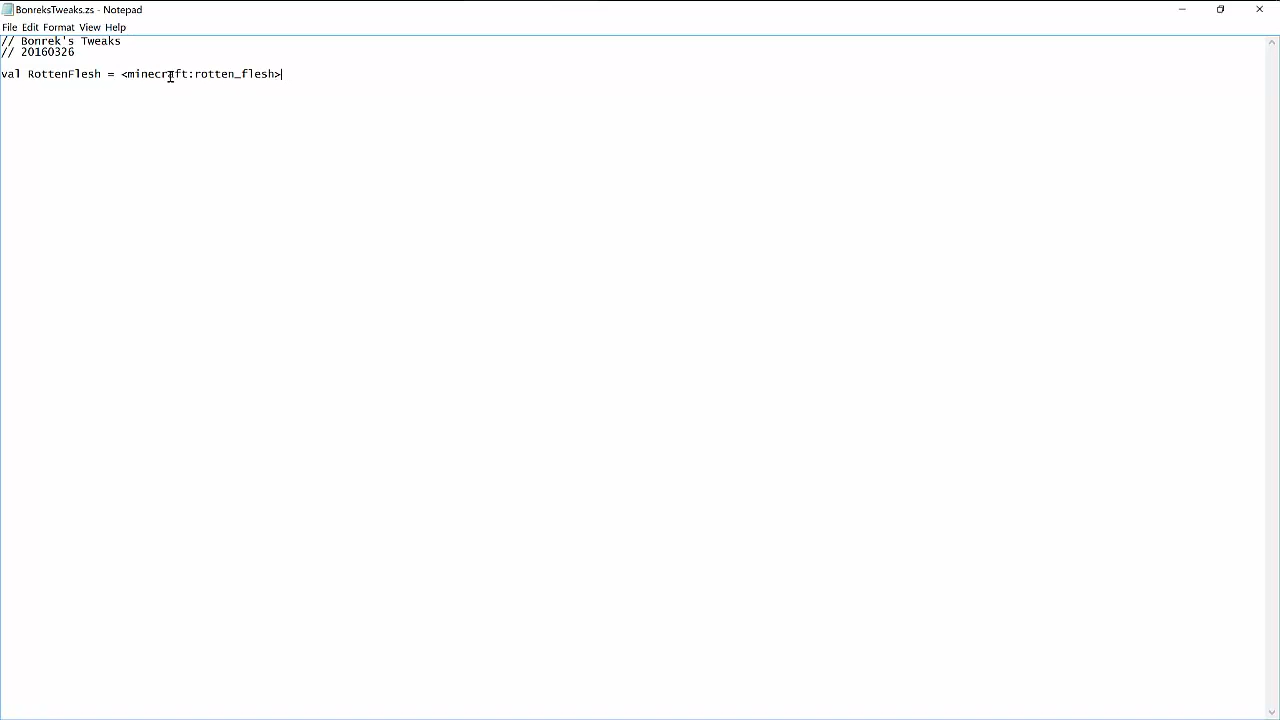 BonreksTweaks.zs - Notepad
File Edit Format View Help
// Bonrek's Tweaks
// 20160326
val RottenFlesh = <minecraft:rotten_flesh>